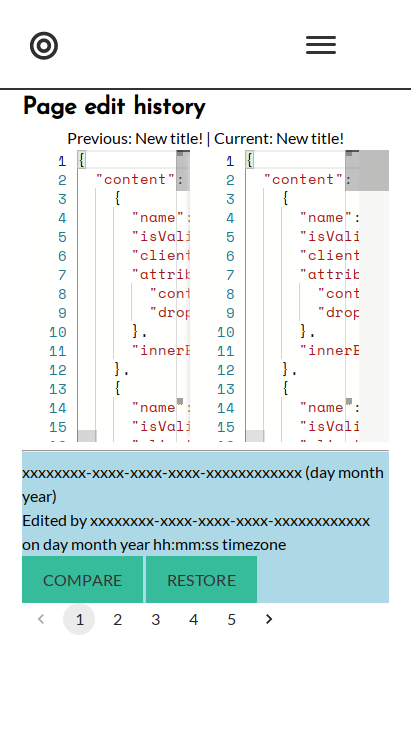 Page edit history
Previous: New title! | Current: New title!
1 {
2 "content":
3 {
4 "name":
5 "isVali
6 "client
7 "attrib
8 "cont
9 "drop
10 },
11 "innerB
12 },
13 {
14 "name":
15 "isVali
1 {
2 "content":
3 {
4 "name":
5 "isVali
6 "client
7 "attrib
8 "cont
9 "drop
10 },
11 "innerB
12 },
13 {
14 "name":
15 "isVali
xxxxxxxx-xxxx-xxxx-xxxx-xxxxxxxxxxxx (day month
year)
Edited by xxxxxxxx-xxxx-xxxx-xxxx-xxxxxxxxxxxx
on day month year hh:mm:ss timezone
COMPARE RESTORE
1 2 3 4 5